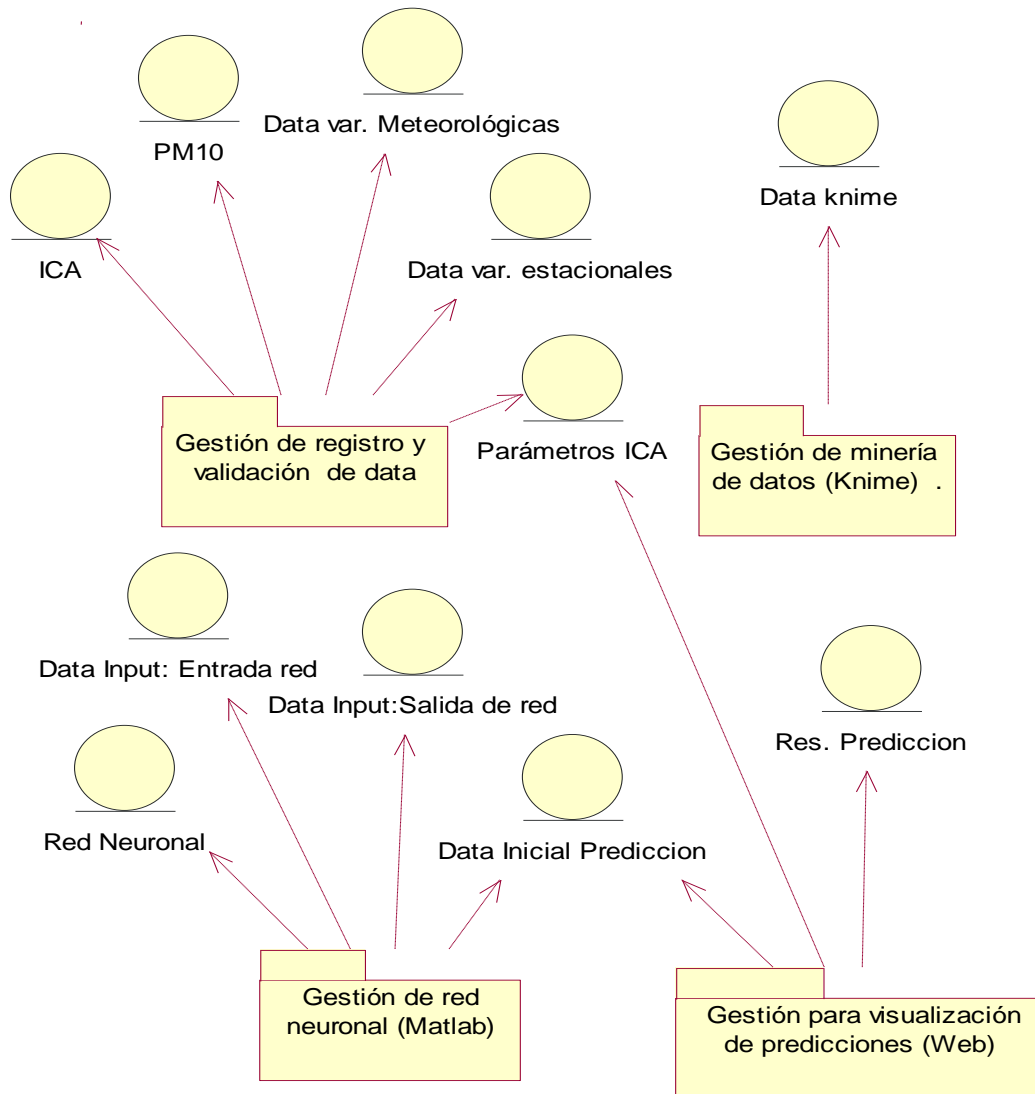 Data var. Meteorológicas
PM10
Data knime
ICA
Data var. estacionales
Gestión de registro y
validación de data
Parámetros ICA
Gestión de minería
de datos (Knime) .
Data Input: Entrada red
Data Input:Salida de red
Res. Prediccion
Red Neuronal
Data Inicial Prediccion
Gestión de red
neuronal (Matlab)
Gestión para visualización
de predicciones (Web)